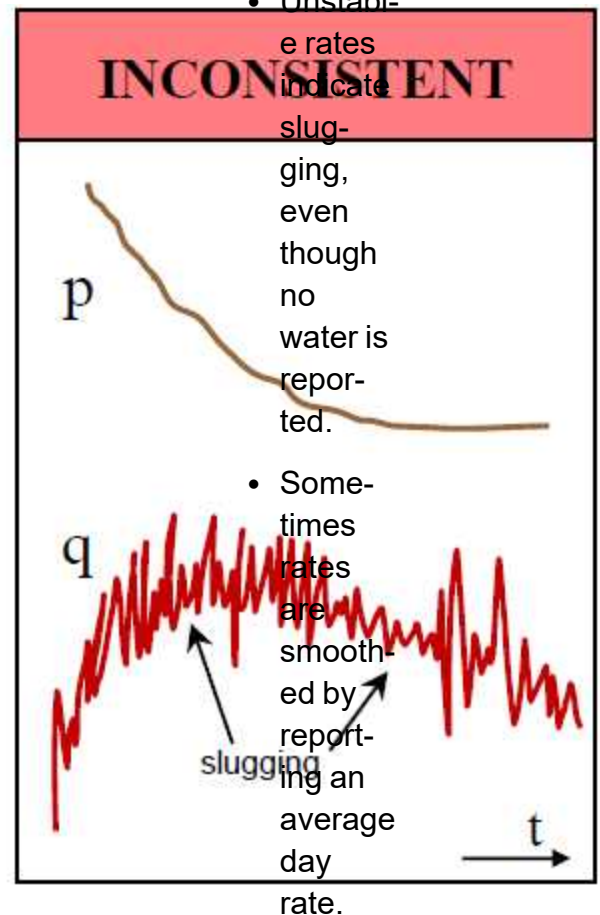 • Unstabl-
e rates
INCONSISTENT
indicate
slug-
ging,
even
though
p
no
water is
repor-
ted.
• Some-
times
q
rates
are
smooth-
ed by
report-
slugging
ing an
average
t
day
rate.